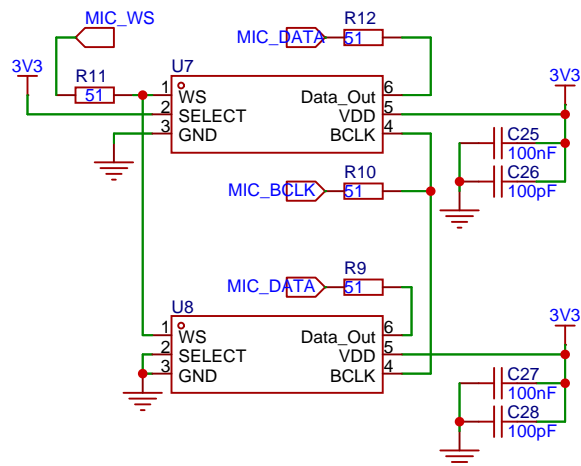 MIC_WS
R12
MIC_DATA 51
3V3
R11
51
U7
1 WS
2 SELECT
3 GND
Data_Out 6
VDD 5
BCLK 4
3V3
C25
100nF
C26
100pF
R10
MIC_BCLK 51
R9
MIC_DATA 51
U8
1 WS
2 SELECT
3 GND
Data_Out 6
VDD 5
BCLK 4
3V3
C27
100nF
C28
100pF